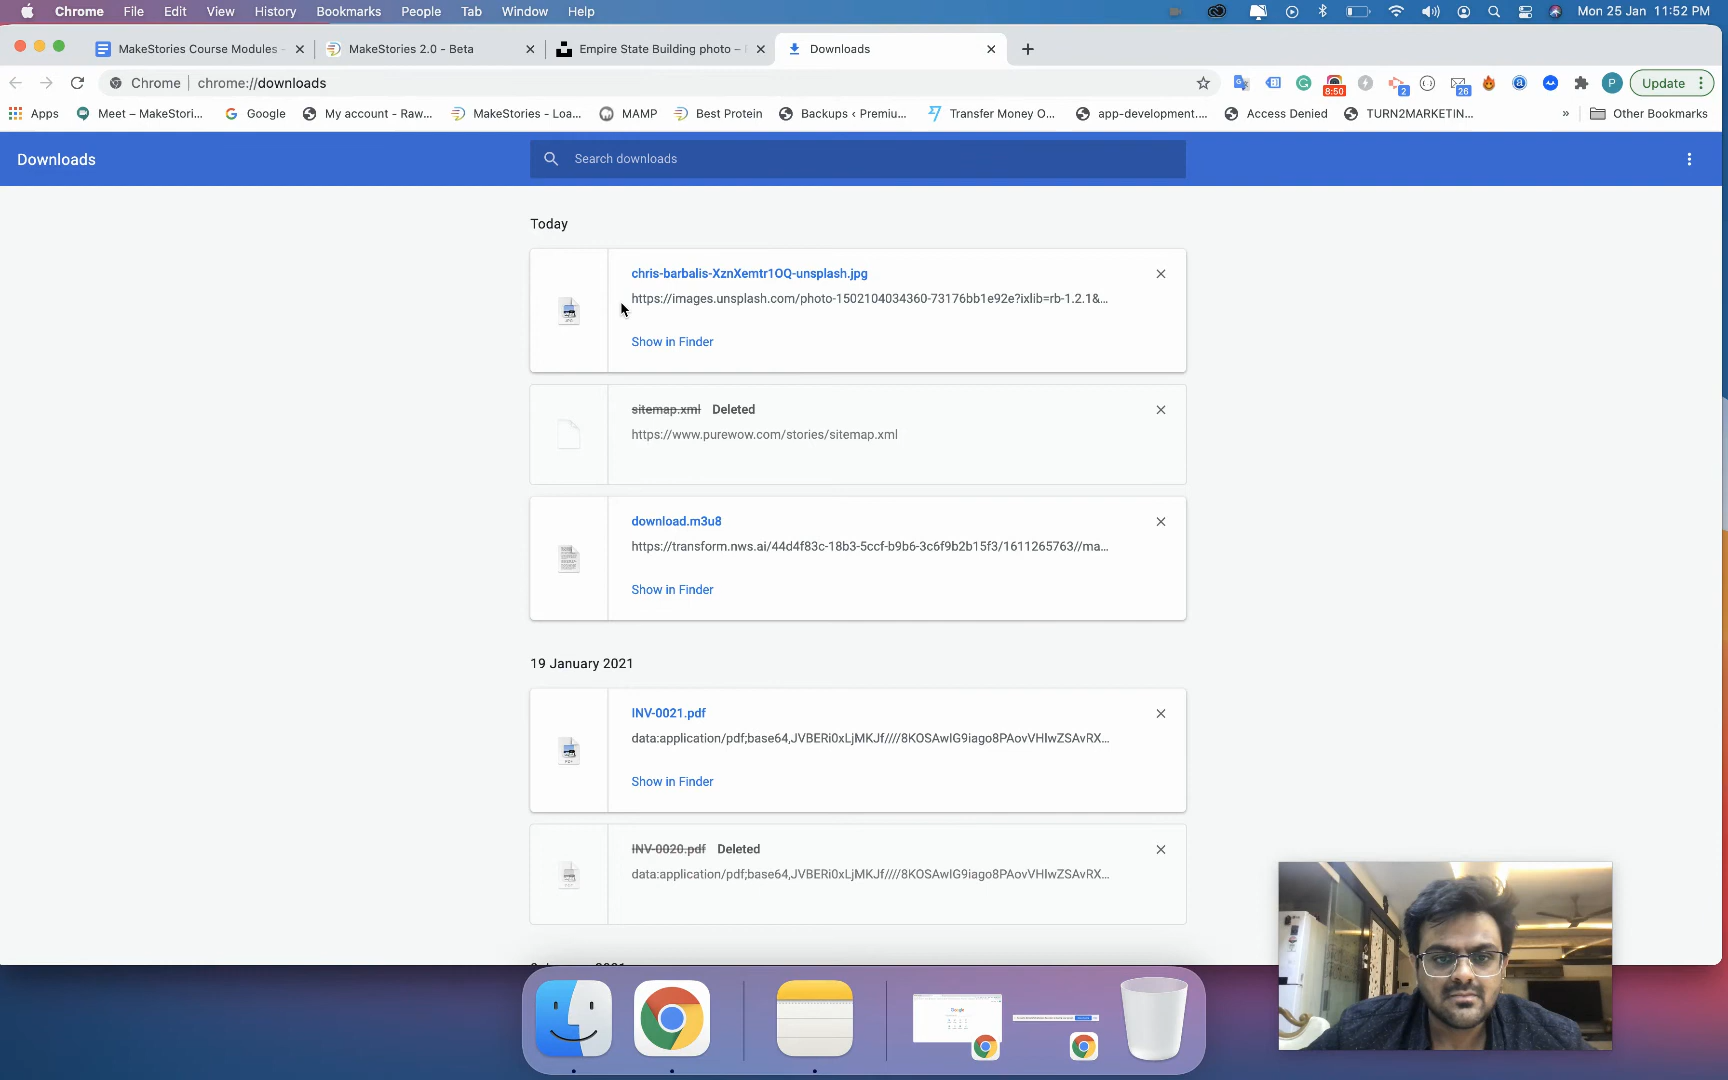 Chrome File Edit View History Bookmarks People Tab Window Help Mon 25 Jan 11:52 PM
MakeStories Course Modules - MakeStories 2.0 - Beta Empire State Building photo – Downloads
Chrome | chrome://downloads 8:50 2 26 P Update
Apps Meet – MakeStori... Google My account - Raw... MakeStories - Loa... MAMP Best Protein Backups ‹ Premiu... Transfer Money O... app-development.... Access Denied TURN2MARKETIN... » Other Bookmarks
Downloads Search downloads
Today
chris-barbalis-XznXemtr1OQ-unsplash.jpg
https://images.unsplash.com/photo-1502104034360-73176bb1e92e?ixlib=rb-1.2.1&...
Show in Finder
sitemap.xml Deleted
https://www.purewow.com/stories/sitemap.xml
download.m3u8
https://transform.nws.ai/44d4f83c-18b3-5ccf-b9b6-3c6f9b2b15f3/1611265763//ma...
Show in Finder
19 January 2021
INV-0021.pdf
data:application/pdf;base64,JVBERi0xLjMKJf////8KOSAwIG9iago8PAovVHlwZSAvRX...
Show in Finder
INV-0020.pdf Deleted
data:application/pdf;base64,JVBERi0xLjMKJf////8KOSAwIG9iago8PAovVHlwZSAvRX...